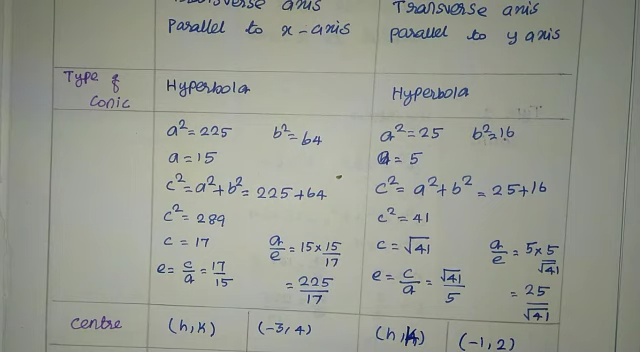 Transverse axis
Parallel to x-axis
Transverse axis
parallel to y axis
Type of Conic
Hyperbola
Hyperbola
a²=225 b²=64
a=15
c²=a²+b²=225+64
c²=289
c=17 a/e=15×15/17
e=c/a=17/15 =225/17
a²=25 b²=16
a=5
c²=a²+b²=25+16
c²=41
c=√41 a/e=5×5/√41
e=c/a=√41/5 =25/√41
Centre
(h,k)
(-3,4)
(h,k)
(-1,2)